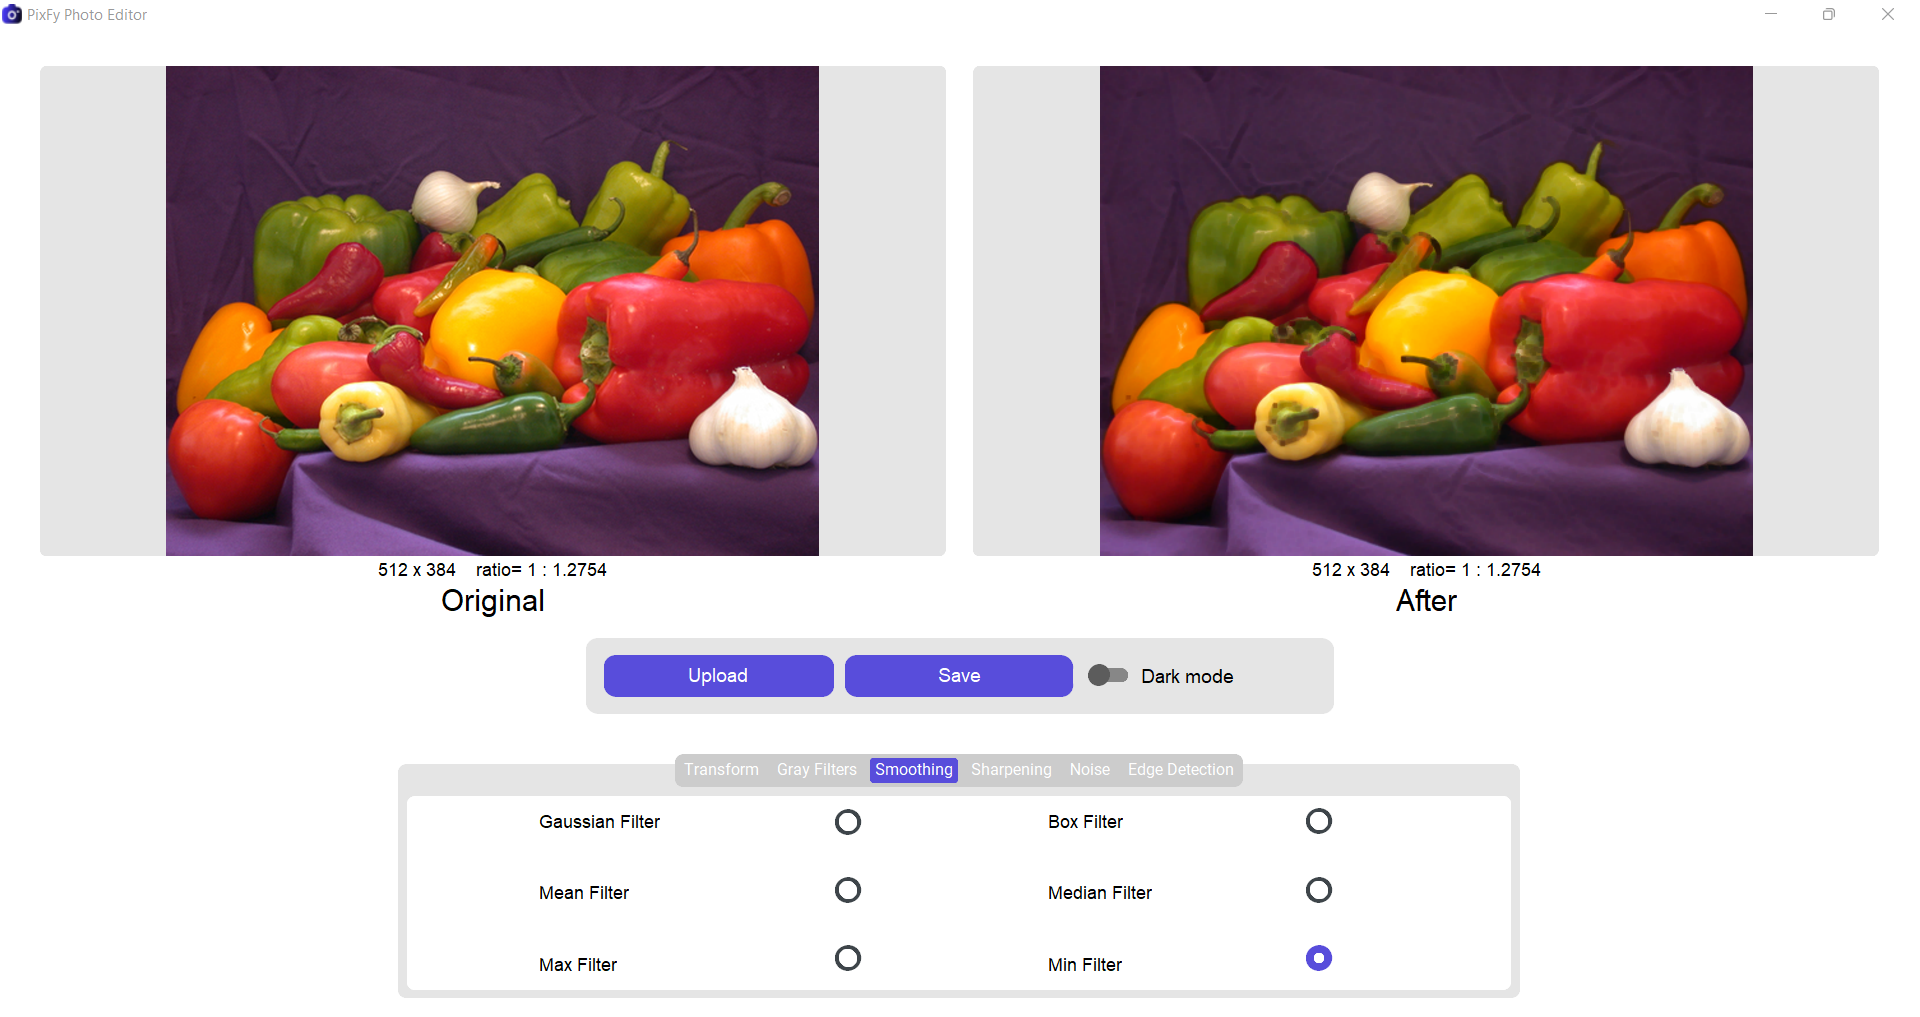 PixFy Photo Editor
512 x 384 ratio= 1 : 1.2754
Original
512 x 384 ratio= 1 : 1.2754
After
Upload
Save
Dark mode
Transform
Gray Filters
Smoothing
Sharpening
Noise
Edge Detection
Gaussian Filter
Box Filter
Mean Filter
Median Filter
Max Filter
Min Filter